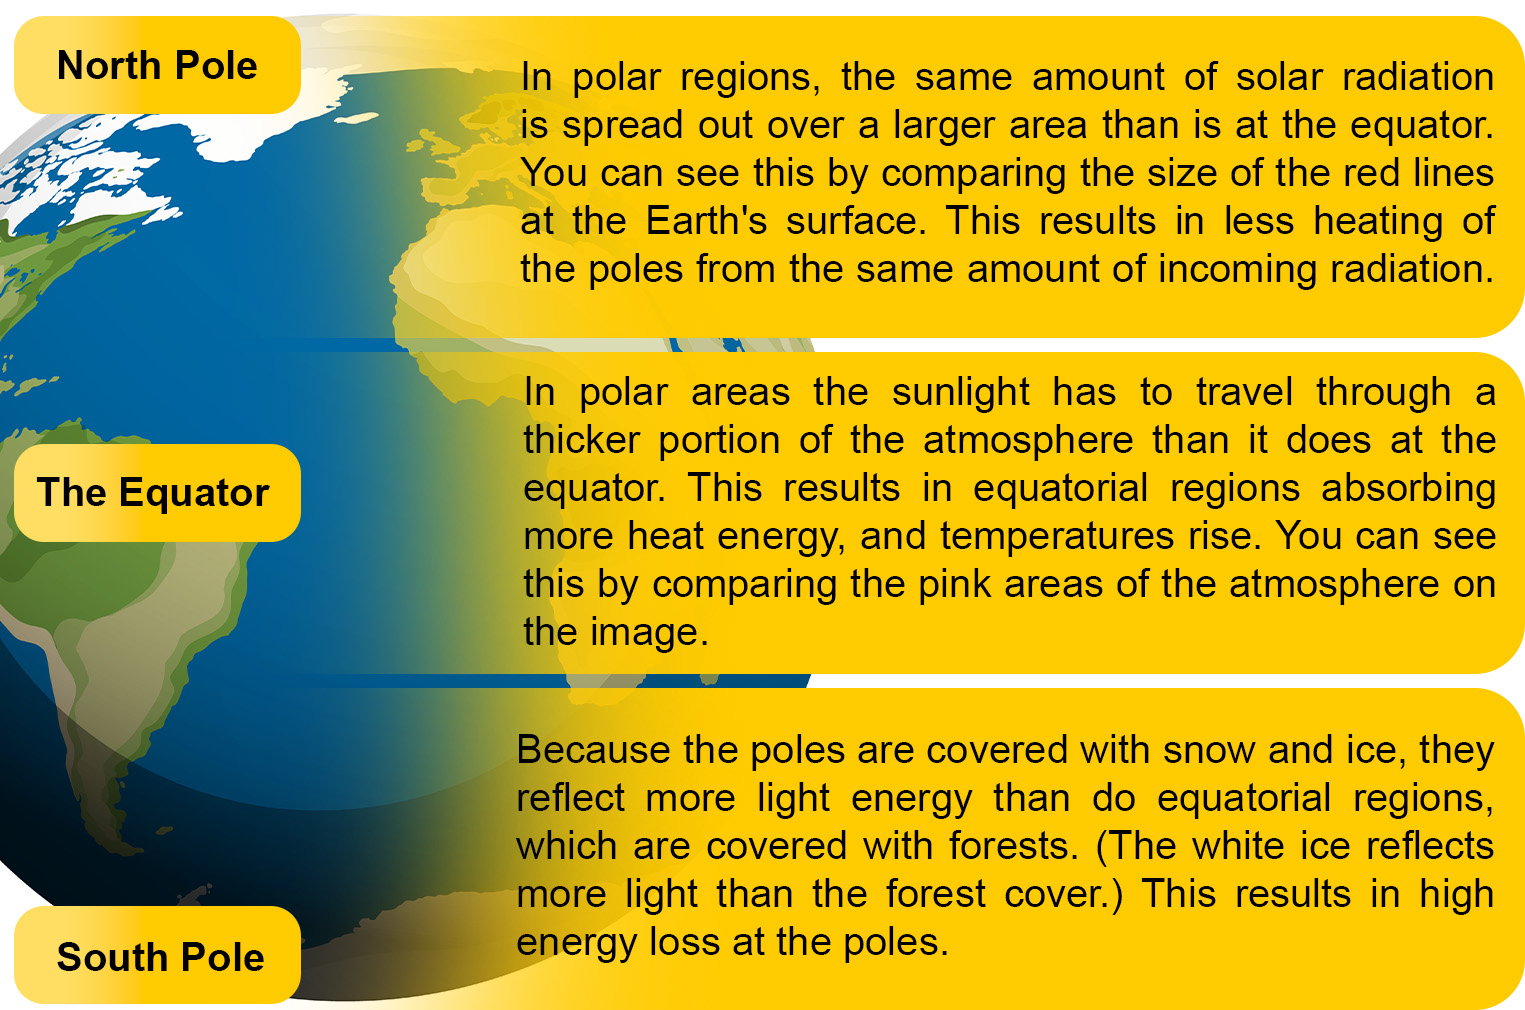 North Pole
In polar regions, the same amount of solar radiation
is spread out over a larger area than is at the equator.
You can see this by comparing the size of the red lines
at the Earth's surface. This results in less heating of
the poles from the same amount of incoming radiation.
The Equator
In polar areas the sunlight has to travel through a
thicker portion of the atmosphere than it does at the
equator. This results in equatorial regions absorbing
more heat energy, and temperatures rise. You can see
this by comparing the pink areas of the atmosphere on
the image.
South Pole
Because the poles are covered with snow and ice, they
reflect more light energy than do equatorial regions,
which are covered with forests. (The white ice reflects
more light than the forest cover.) This results in high
energy loss at the poles.